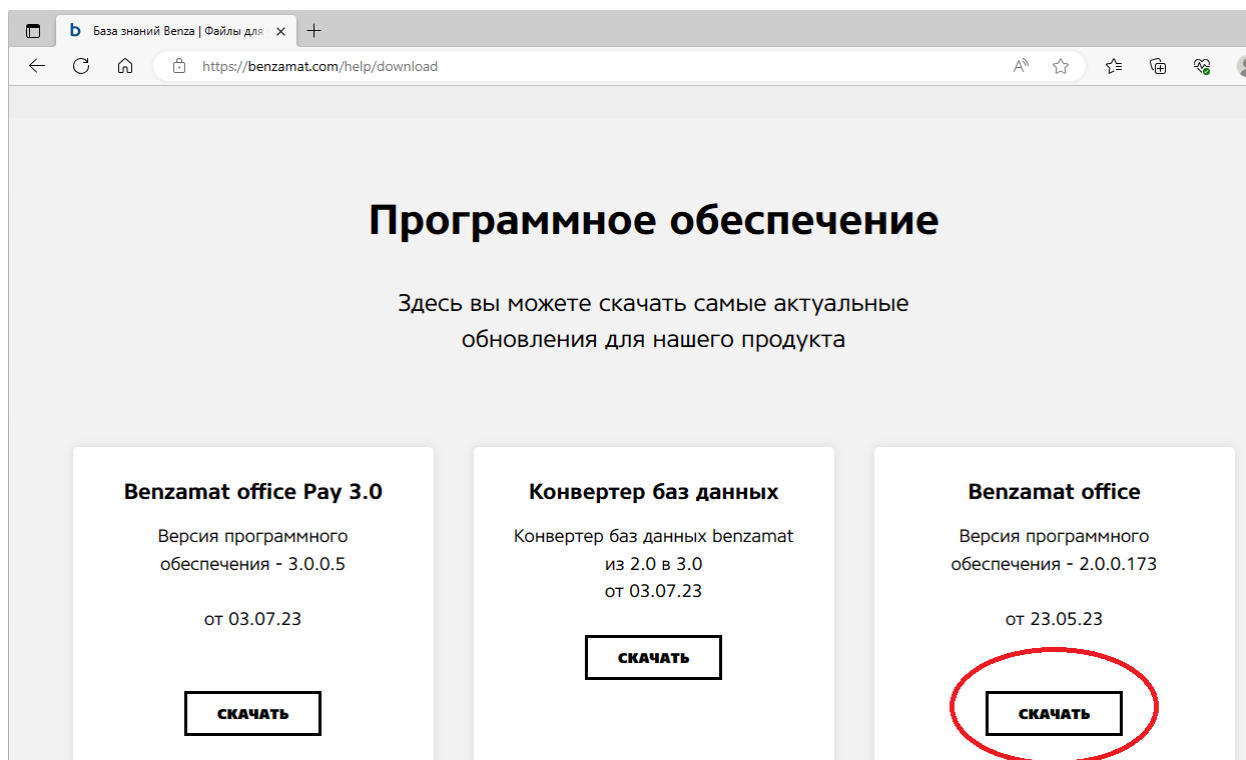 b База знаний Benza | Файлы для
https://benzamat.com/help/download
Программное обеспечение
Здесь вы можете скачать самые актуальные
обновления для нашего продукта
Benzamat office Pay 3.0
Версия программного
обеспечения - 3.0.0.5
от 03.07.23
СКАЧАТЬ
Конвертер баз данных
Конвертер баз данных benzamat
из 2.0 в 3.0
от 03.07.23
СКАЧАТЬ
Benzamat office
Версия программного
обеспечения - 2.0.0.173
от 23.05.23
СКАЧАТЬ